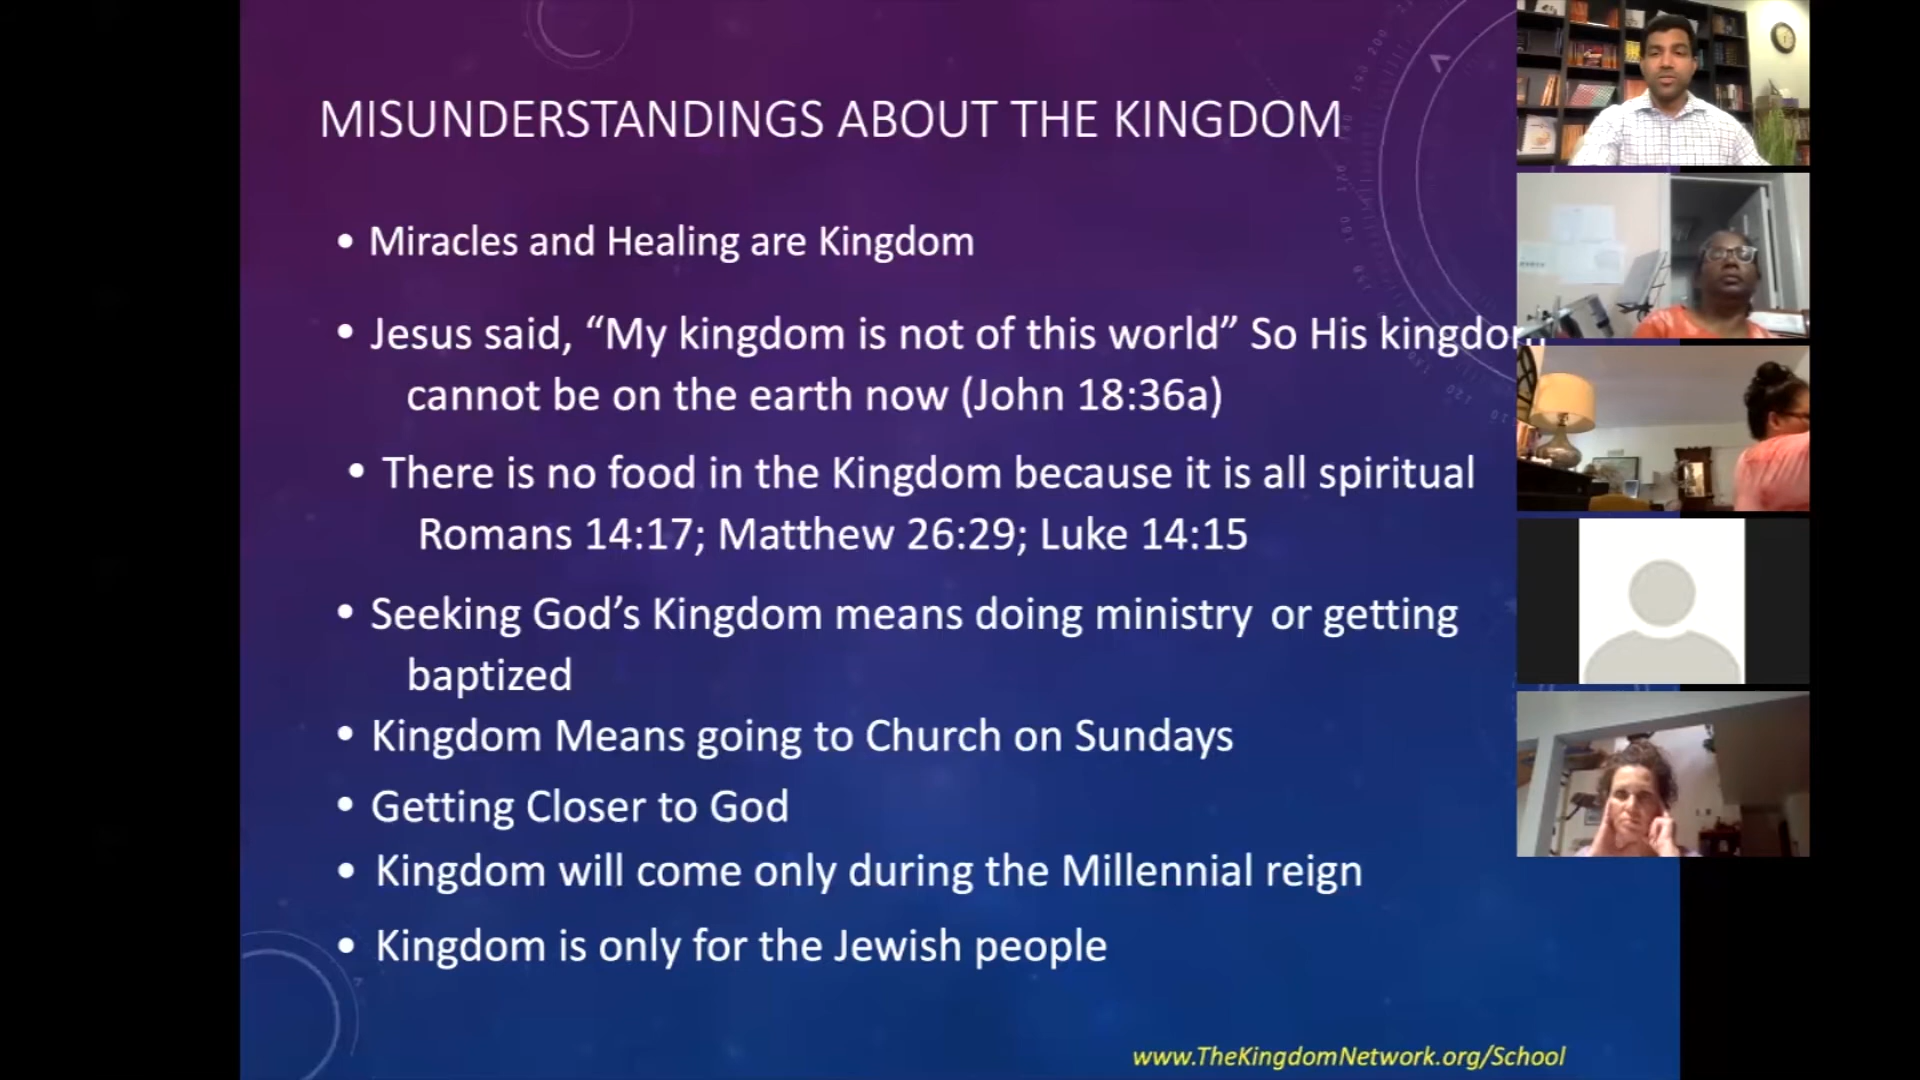 MISUNDERSTANDINGS ABOUT THE KINGDOM
• Miracles and Healing are Kingdom
• Jesus said, “My kingdom is not of this world” So His kingdom
cannot be on the earth now (John 18:36a)
• There is no food in the Kingdom because it is all spiritual
Romans 14:17; Matthew 26:29; Luke 14:15
• Seeking God’s Kingdom means doing ministry or getting
baptized
• Kingdom Means going to Church on Sundays
• Getting Closer to God
• Kingdom will come only during the Millennial reign
• Kingdom is only for the Jewish people
www.TheKingdomNetwork.org/School